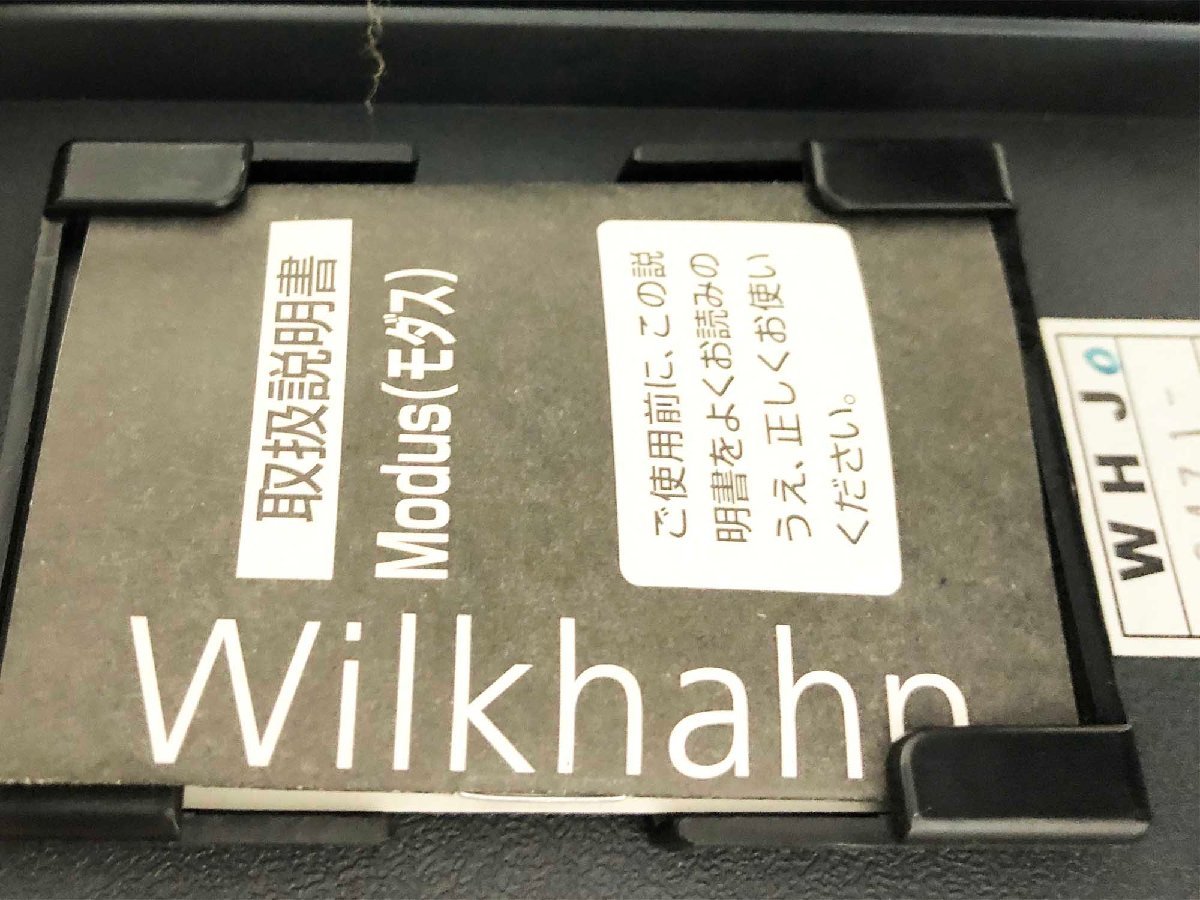 取扱説明書
Modus(モダス)
ご使用前に、この説
明書をよくお読みの
うえ、正しくお使い
ください。
Wilkhahn
WHJo